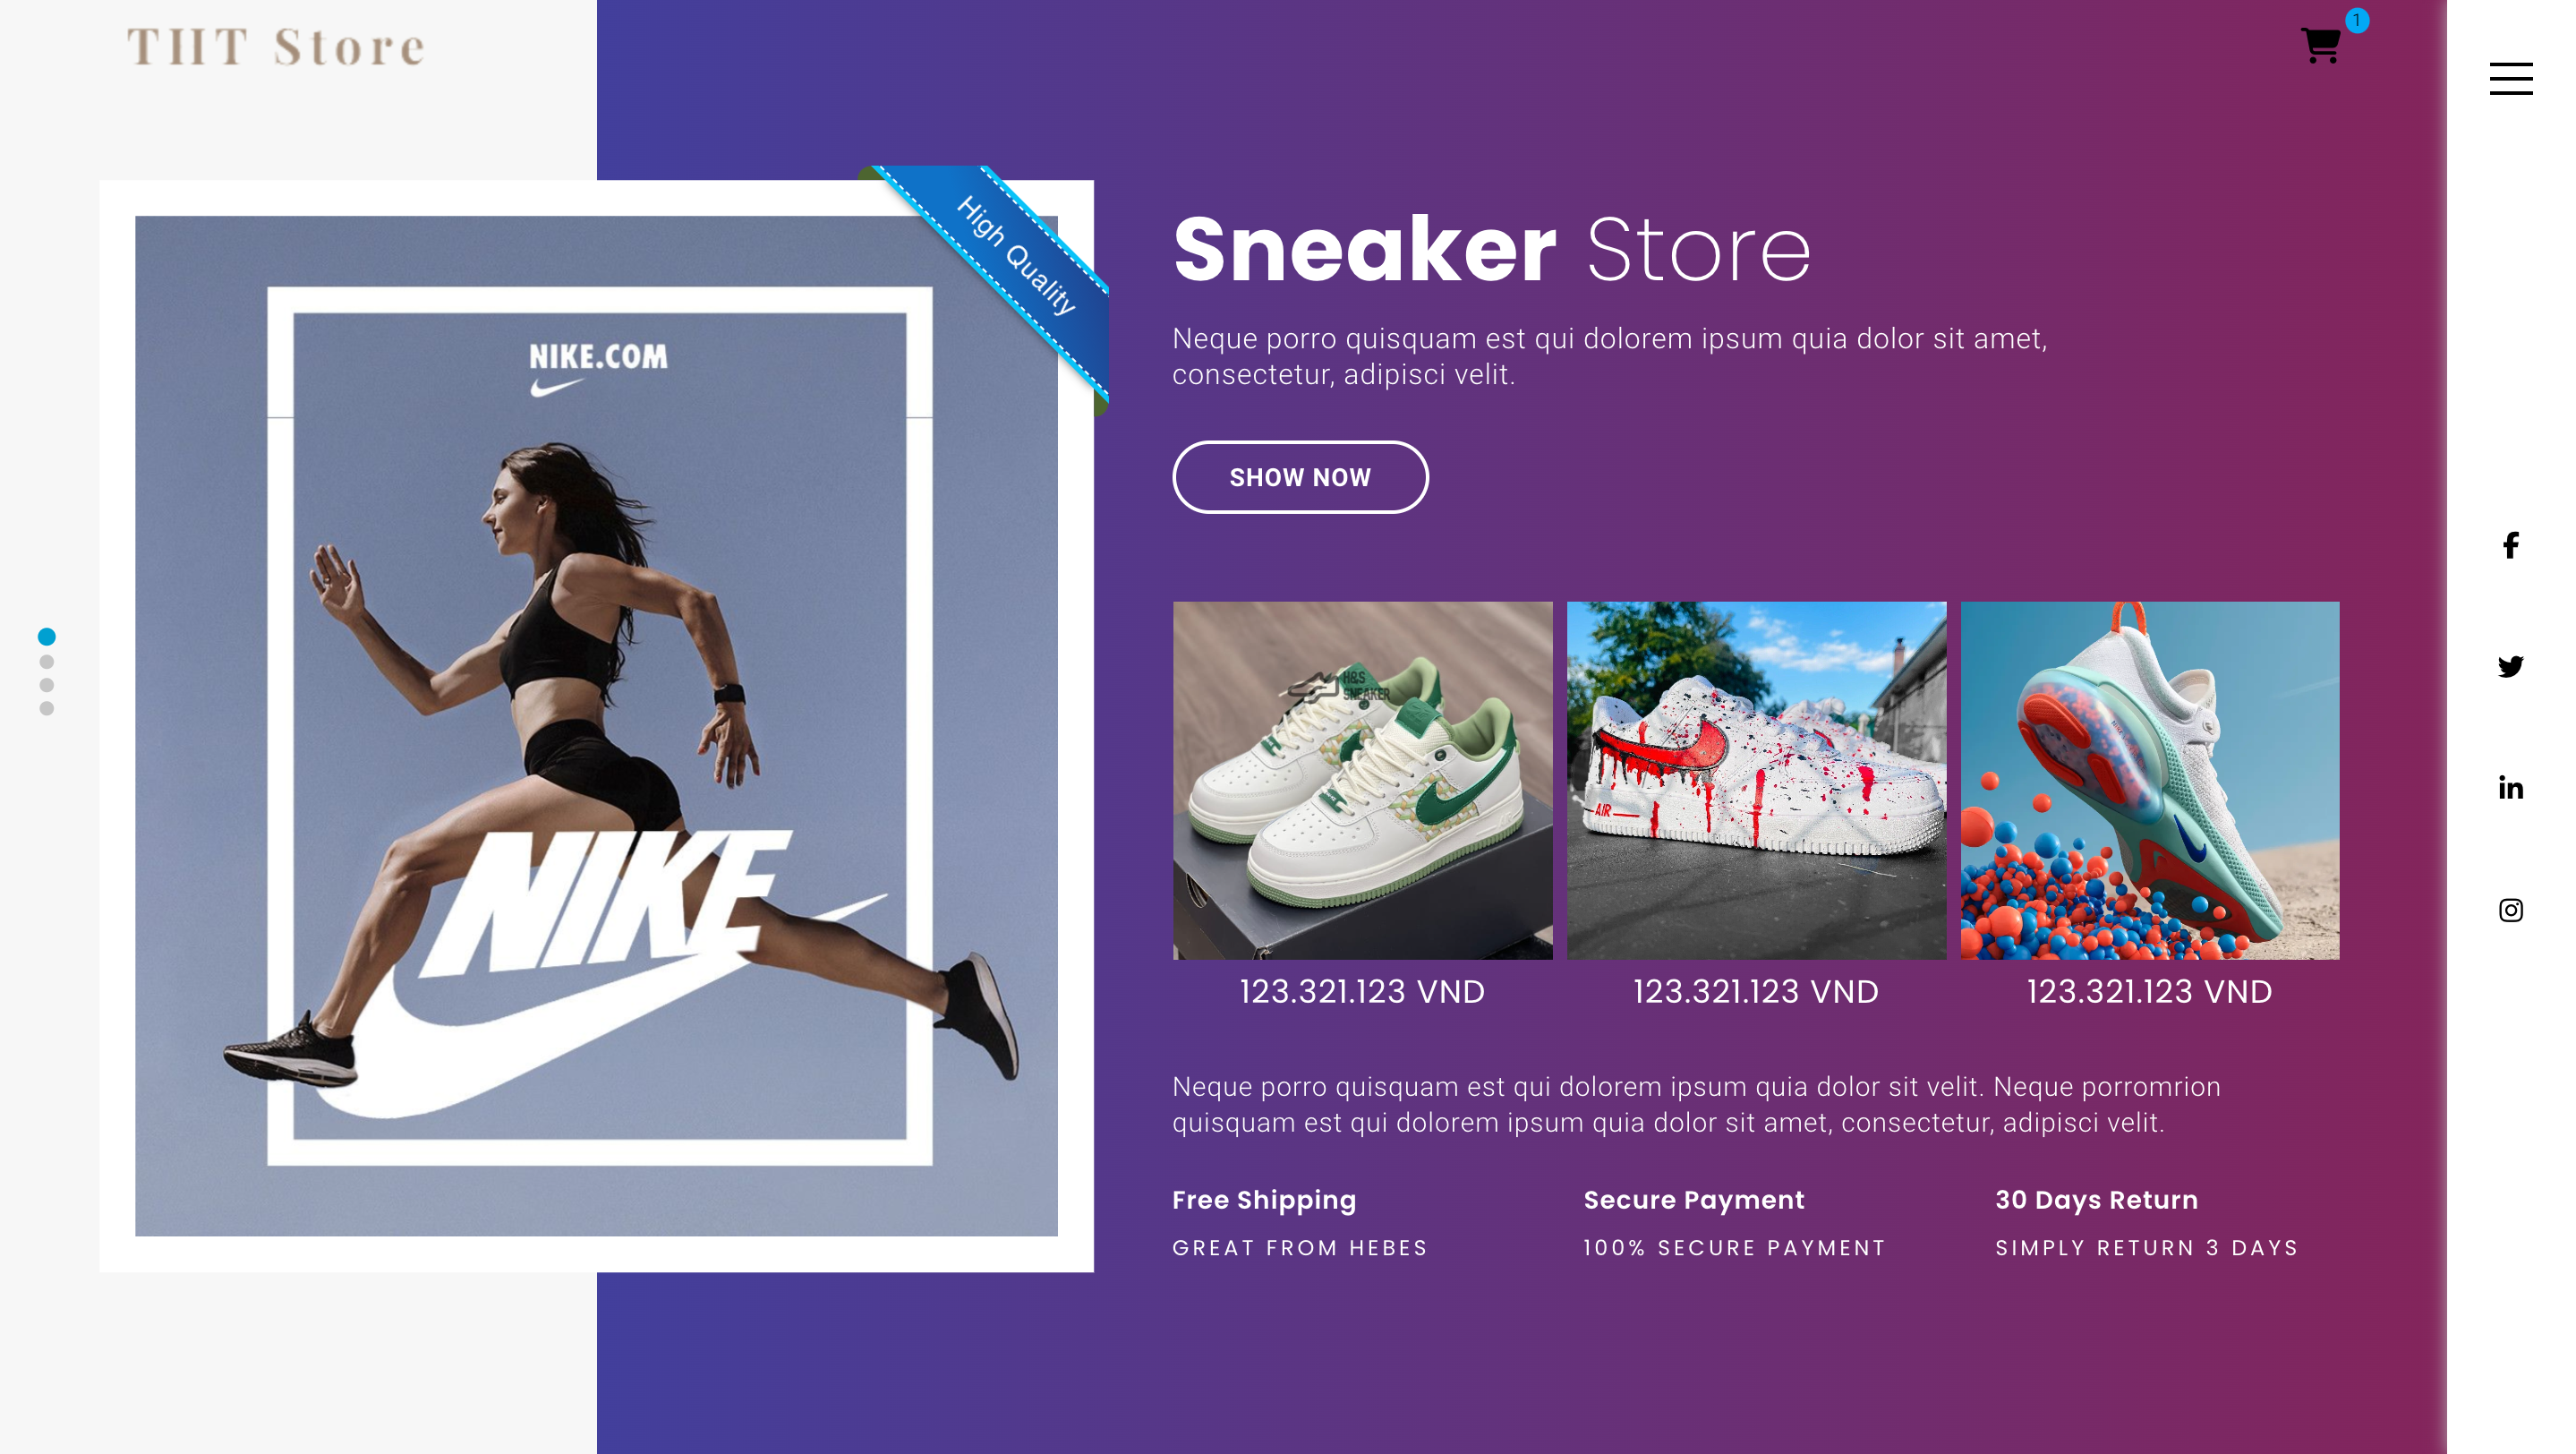 THT Store
1
High Quality
NIKE.COM
NIKE
Sneaker Store
Neque porro quisquam est qui dolorem ipsum quia dolor sit amet,
consectetur, adipisci velit.
SHOW NOW
H&S
SNEAKER
AIR
123.321.123 VND
123.321.123 VND
123.321.123 VND
Neque porro quisquam est qui dolorem ipsum quia dolor sit velit. Neque porromrion
quisquam est qui dolorem ipsum quia dolor sit amet, consectetur, adipisci velit.
Free Shipping
GREAT FROM HEBES
Secure Payment
100% SECURE PAYMENT
30 Days Return
SIMPLY RETURN 3 DAYS